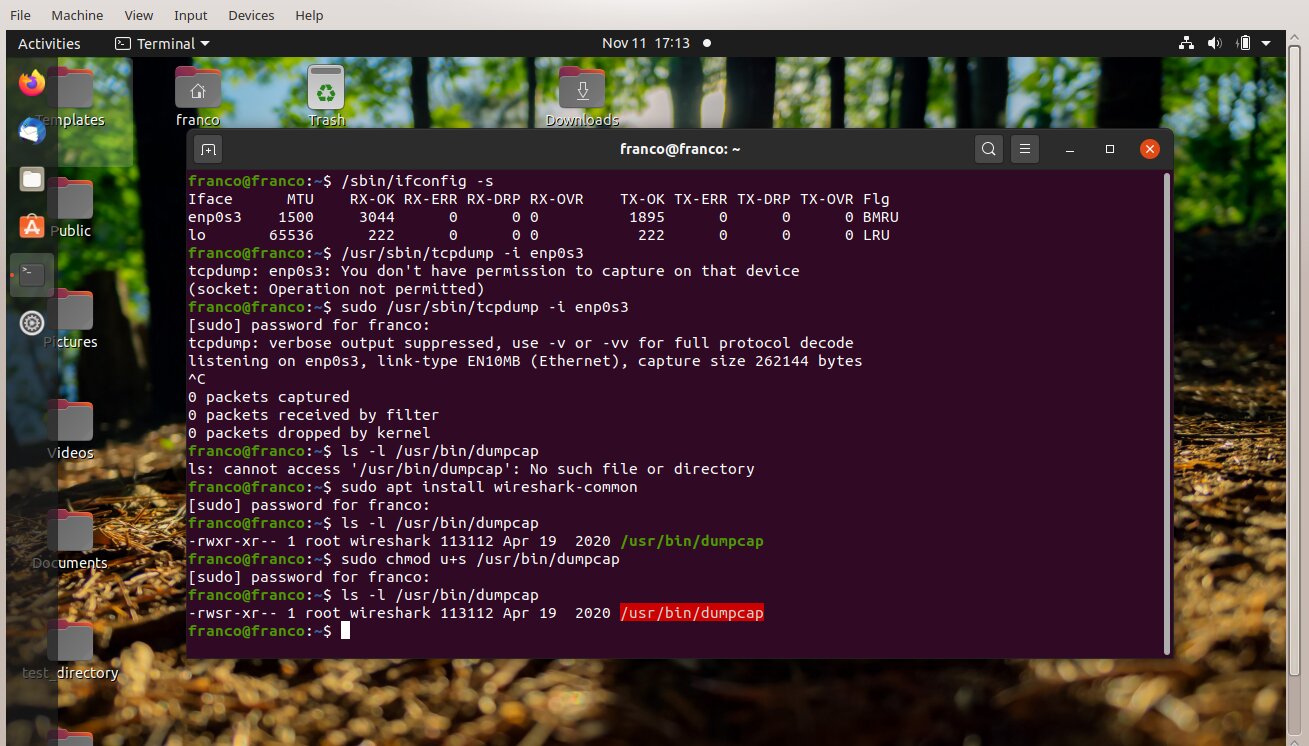 File Machine View Input Devices Help
Activities Terminal Nov 11 17:13
Templates franco Trash Downloads
franco@franco: ~
franco@franco:~$ /sbin/ifconfig -s
Iface MTU RX-OK RX-ERR RX-DRP RX-OVR TX-OK TX-ERR TX-DRP TX-OVR Flg
enp0s3 1500 3044 0 0 0 1895 0 0 0 BMRU
lo 65536 222 0 0 0 222 0 0 0 LRU
franco@franco:~$ /usr/sbin/tcpdump -i enp0s3
tcpdump: enp0s3: You don't have permission to capture on that device
(socket: Operation not permitted)
franco@franco:~$ sudo /usr/sbin/tcpdump -i enp0s3
[sudo] password for franco:
tcpdump: verbose output suppressed, use -v or -vv for full protocol decode
listening on enp0s3, link-type EN10MB (Ethernet), capture size 262144 bytes
^C
0 packets captured
0 packets received by filter
0 packets dropped by kernel
franco@franco:~$ ls -l /usr/bin/dumpcap
ls: cannot access '/usr/bin/dumpcap': No such file or directory
franco@franco:~$ sudo apt install wireshark-common
[sudo] password for franco:
franco@franco:~$ ls -l /usr/bin/dumpcap
-rwxr-xr-- 1 root wireshark 113112 Apr 19 2020 /usr/bin/dumpcap
franco@franco:~$ sudo chmod u+s /usr/bin/dumpcap
[sudo] password for franco:
franco@franco:~$ ls -l /usr/bin/dumpcap
-rwsr-xr-- 1 root wireshark 113112 Apr 19 2020 /usr/bin/dumpcap
franco@franco:~$
Public
Pictures
Videos
Documents
test_directory